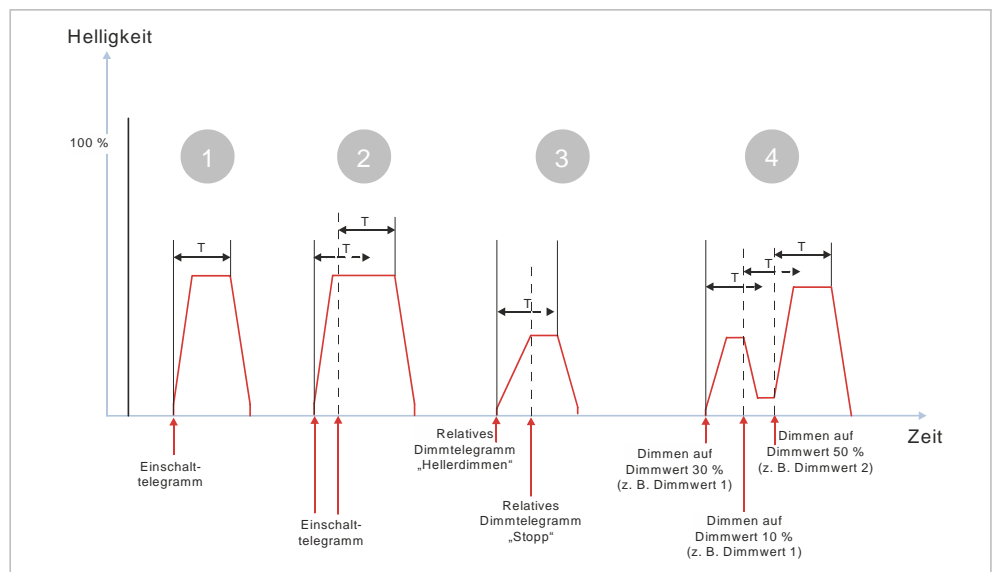 Helligkeit
100 %
1
2
3
4
T
T
T
T
T
T
T
Zeit
Einschalt-
telegramm
Einschalt-
telegramm
Relatives
Dimmtelegramm
„Hellerdimmen“
Relatives
Dimmtelegramm
„Stopp“
Dimmen auf
Dimmwert 30 %
(z. B. Dimmwert 1)
Dimmen auf
Dimmwert 10 %
(z. B. Dimmwert 1)
Dimmen auf
Dimmwert 50 %
(z. B. Dimmwert 2)